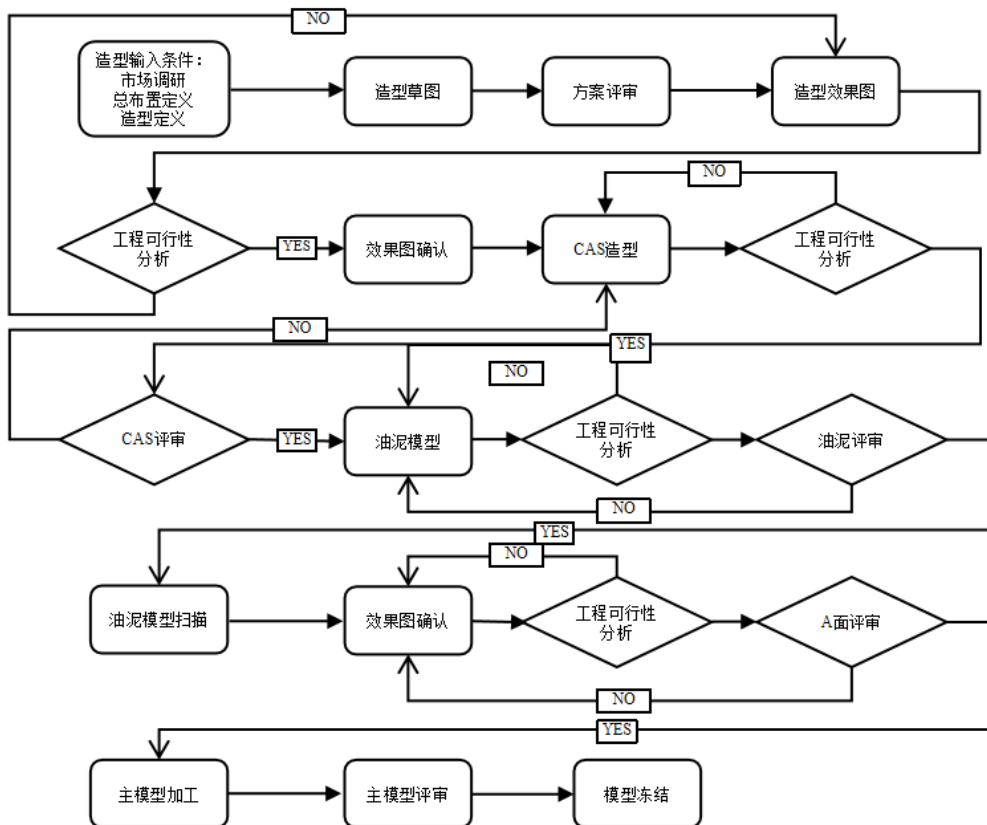 NO
造型输入条件：
市场调研
总布置定义
造型定义
造型草图
方案评审
造型效果图
NO
工程可行性
分析
YES
效果图确认
CAS造型
工程可行性
分析
NO
YES
NO
CAS评审
YES
油泥模型
工程可行性
分析
油泥评审
NO
YES
NO
油泥模型扫描
效果图确认
工程可行性
分析
A面评审
NO
YES
主模型加工
主模型评审
模型冻结